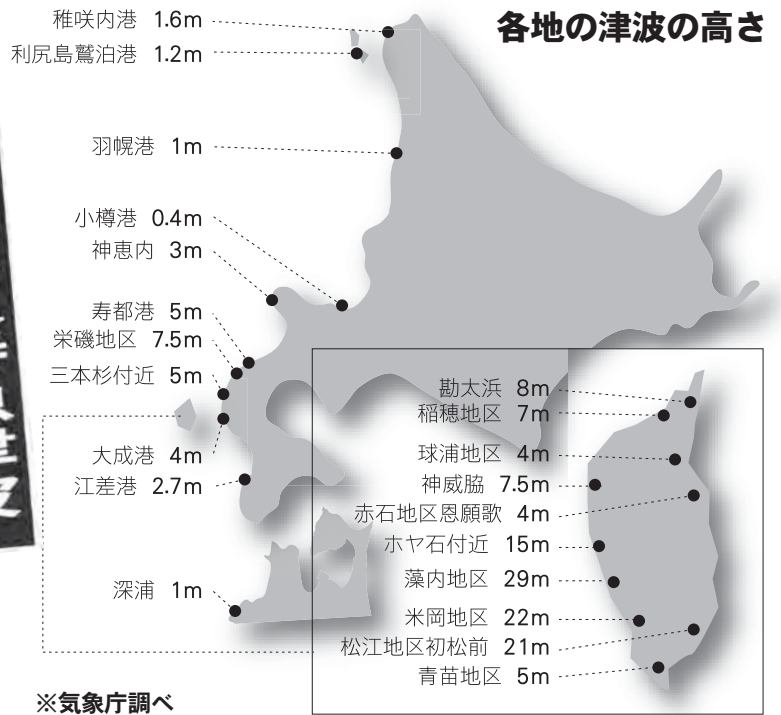 各地の津波の高さ
稚咲内港 1.6m
利尻島鴛泊港 1.2m
羽幌港 1m
小樽港 0.4m
神恵内 3m
寿都港 5m
栄磯地区 7.5m
三本杉付近 5m
大成港 4m
江差港 2.7m
深浦 1m
勘太浜 8m
稲穂地区 7m
球浦地区 4m
神威脇 7.5m
赤石地区恩願歌 4m
ホヤ石付近 15m
藻内地区 29m
米岡地区 22m
松江地区初松前 21m
青苗地区 5m
※気象庁調べ